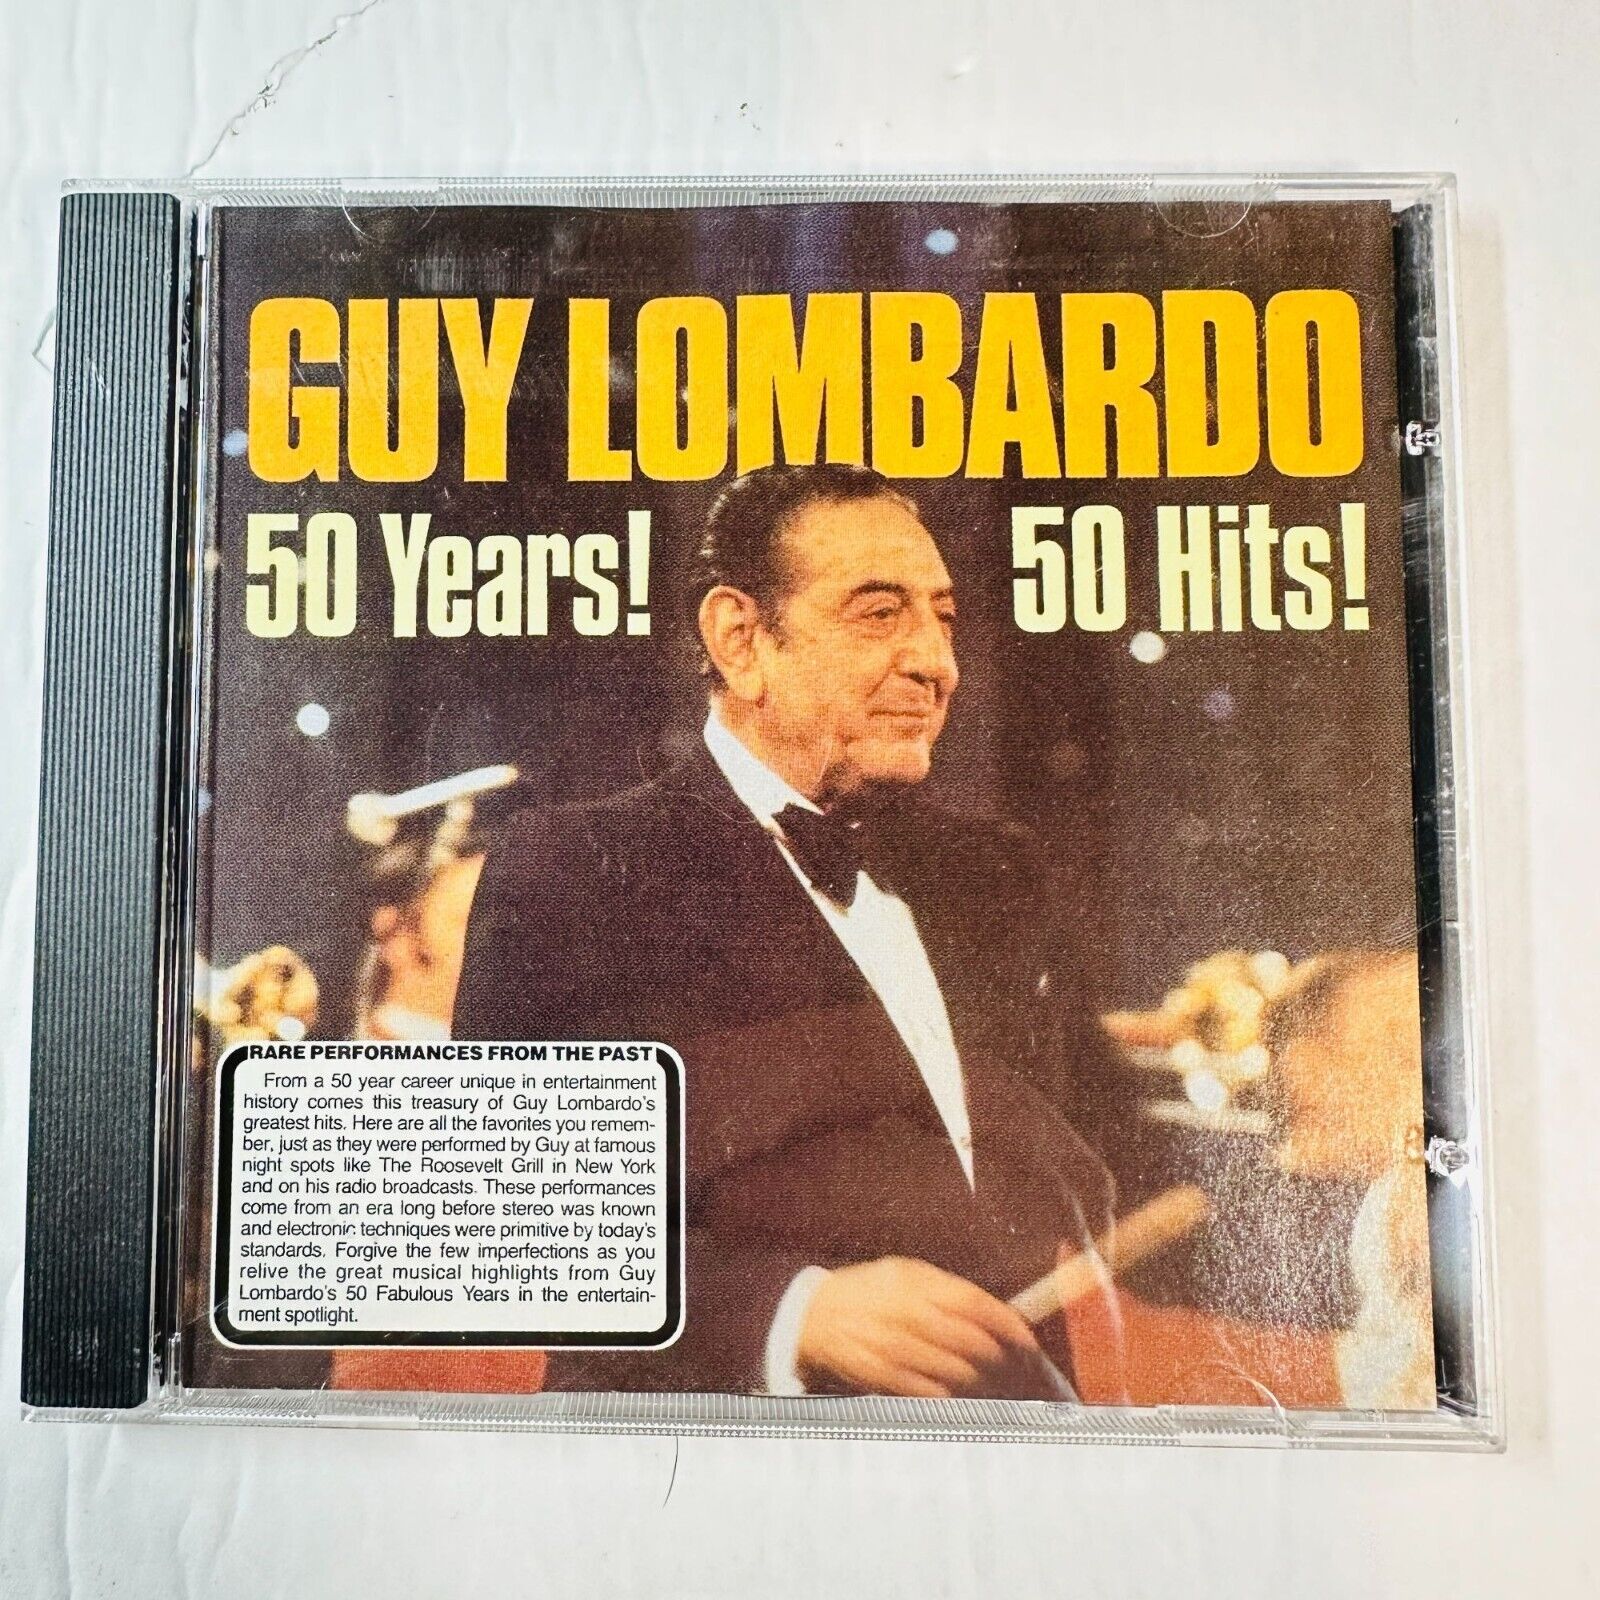 GUY LOMBARDO
50 Years! 50 Hits!
RARE PERFORMANCES FROM THE PAST
From a 50 year career unique in entertainment
history comes this treasury of Guy Lombardo's
greatest hits. Here are all the favorites you remem-
ber, just as they were performed by Guy at famous
night spots like The Roosevelt Grill in New York
and on his radio broadcasts. These performances
come from an era long before stereo was known
and electronic techniques were primitive by today's
standards. Forgive the few imperfections as you
relive the great musical highlights from Guy
Lombardo's 50 Fabulous Years in the entertain-
ment spotlight.